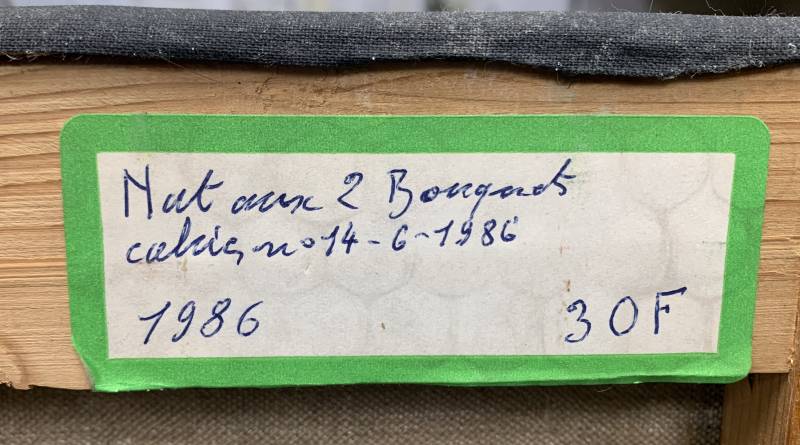 Nut aux 2 Bouquets
cahier n° 14-6-1986
1986 30F